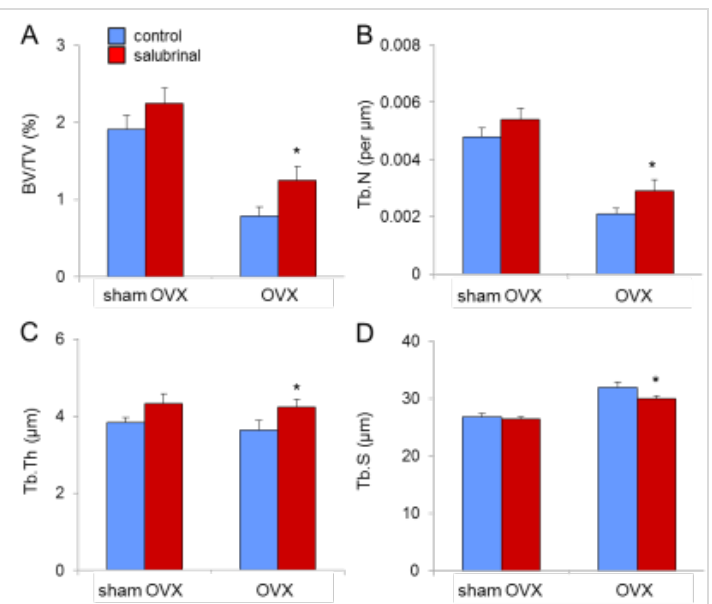 A
control
salubrinal
3
2
1
0
BV/TV (%)
sham OVX
OVX
B
0.008
0.006
0.004
0.002
0
Tb.N (per µm)
*
sham OVX
OVX
*
C
6
4
2
0
Tb.Th (µm)
*
sham OVX
OVX
D
40
30
20
10
0
Tb.S (µm)
*
sham OVX
OVX